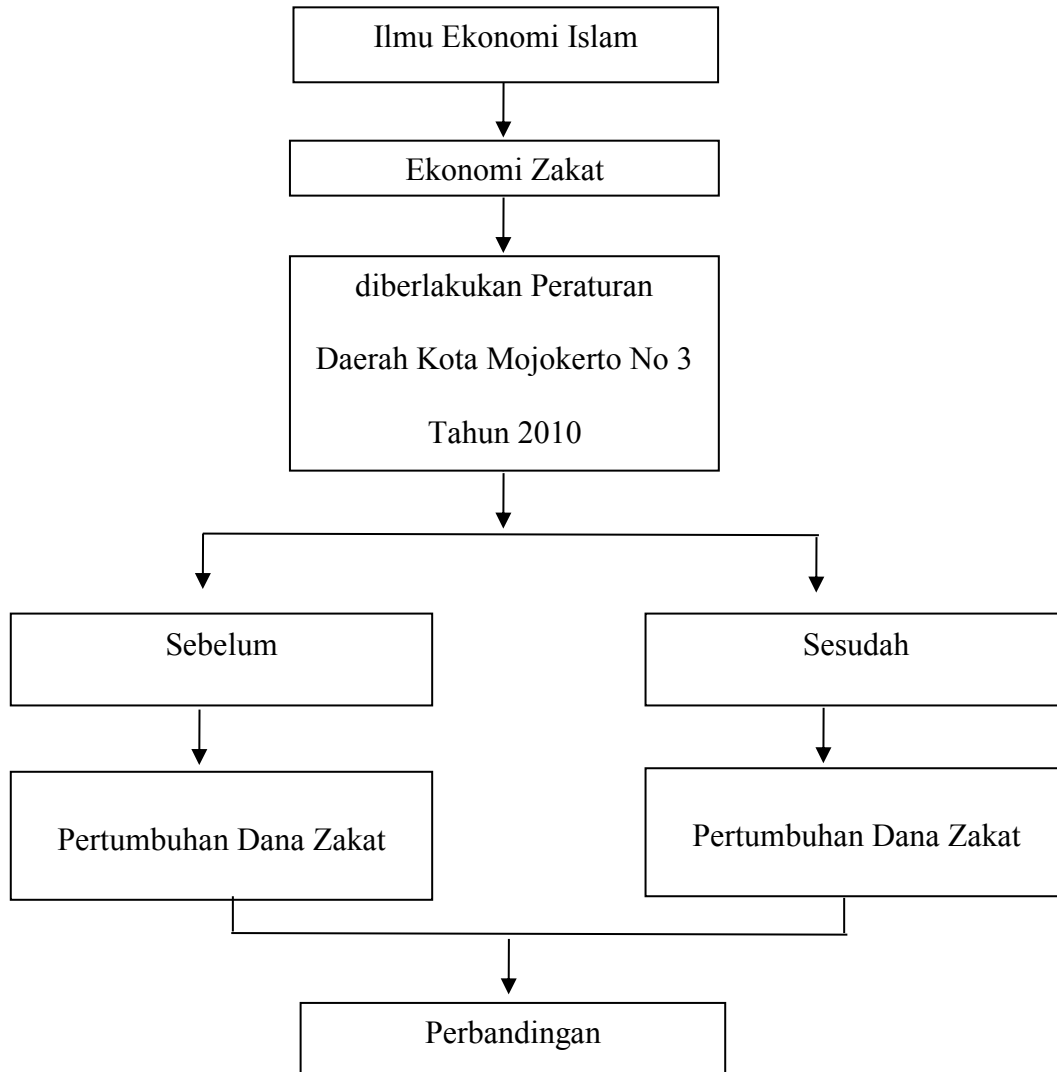 Ilmu Ekonomi Islam
Ekonomi Zakat
diberlakukan Peraturan
Daerah Kota Mojokerto No 3
Tahun 2010
Sebelum
Sesudah
Pertumbuhan Dana Zakat
Pertumbuhan Dana Zakat
Perbandingan